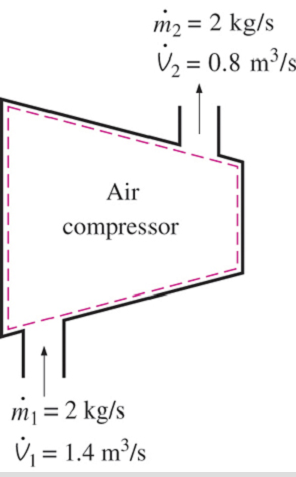 ṁ₂ = 2 kg/s
V̇₂ = 0.8 m³/s
Air
compressor
ṁ₁ = 2 kg/s
V̇₁ = 1.4 m³/s